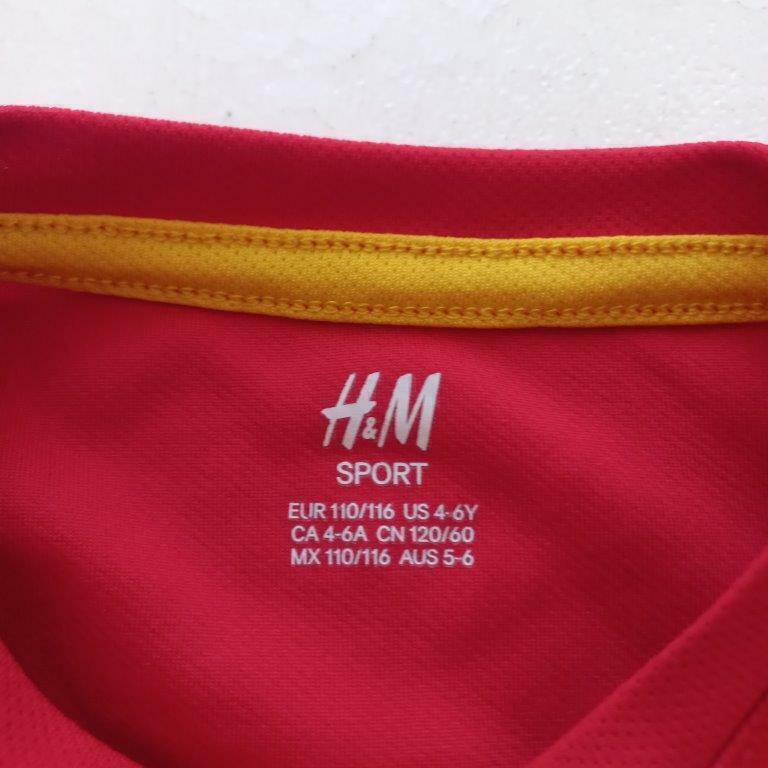 H&M
SPORT
EUR 110/116 US 4-6Y
CA 4-6A CN 120/60
MX 110/116 AUS 5-6